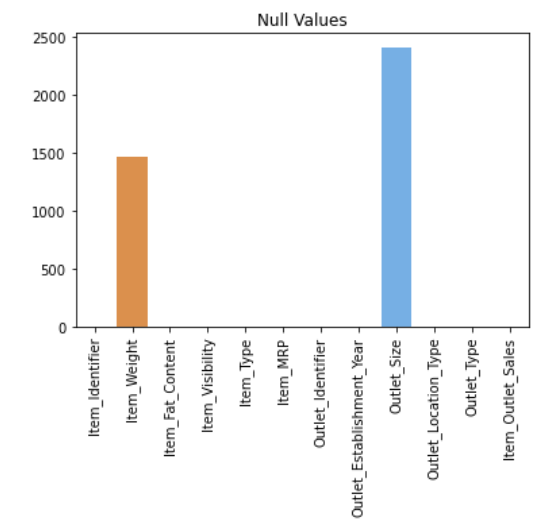 Null Values
2500
2000
1500
1000
500
0
Item_Identifier
Item_Weight
Item_Fat_Content
Item_Visibility
Item_Type
Item_MRP
Outlet_Identifier
Outlet_Establishment_Year
Outlet_Size
Outlet_Location_Type
Outlet_Type
Item_Outlet_Sales